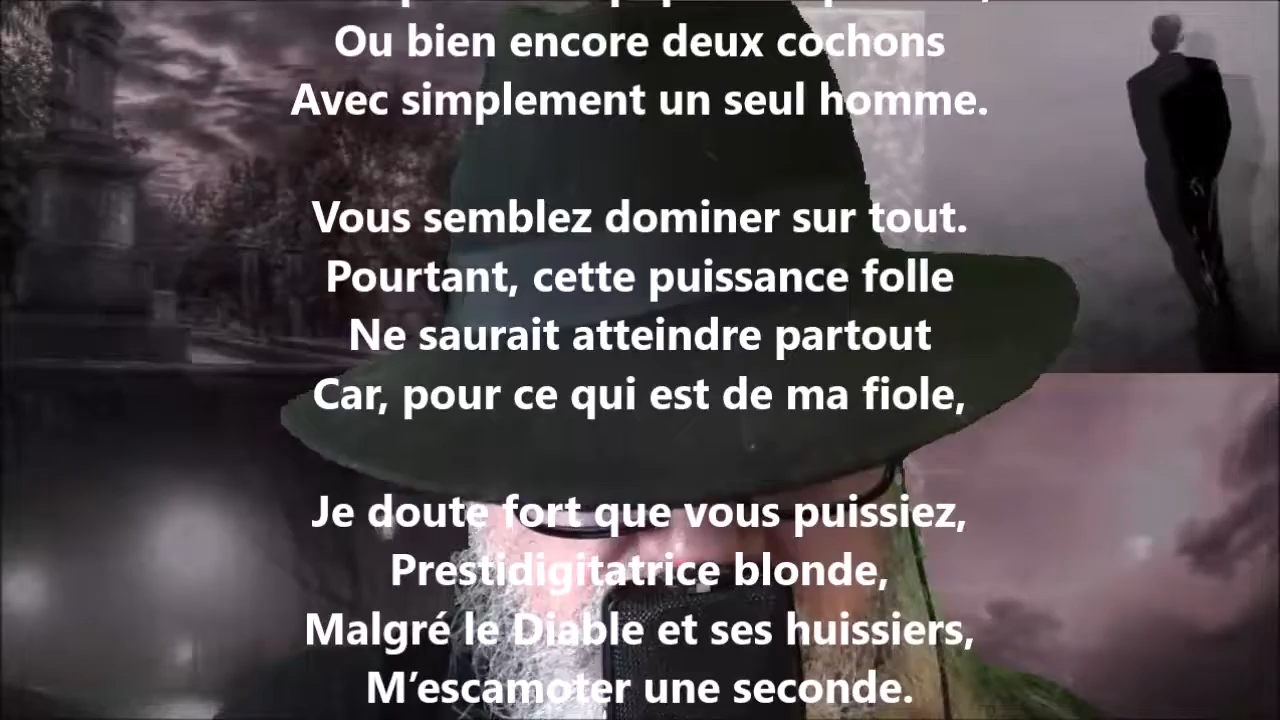 Ou bien encore deux cochons
Avec simplement un seul homme.
Vous semblez dominer sur tout.
Pourtant, cette puissance folle
Ne saurait atteindre partout
Car, pour ce qui est de ma fiole,
Je doute fort que vous puissiez,
Prestidigitatrice blonde,
Malgré le Diable et ses huissiers,
M’escamoter une seconde.